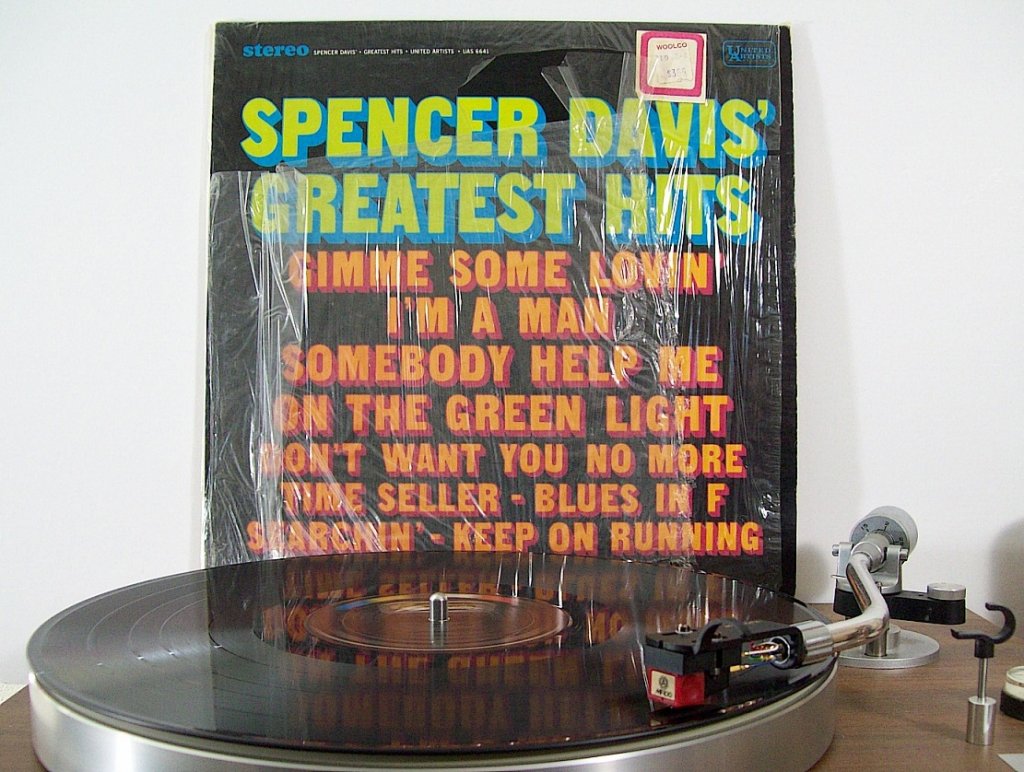 stereo SPENCER DAVIS' • GREATEST HITS • UNITED ARTISTS • UAS 6641
WOOLCO
UNITED ARTISTS
SPENCER DAVIS'
GREATEST HITS
GIMME SOME LOVIN'
I'M A MAN
SOMEBODY HELP ME
ON THE GREEN LIGHT
DON'T WANT YOU NO MORE
TIME SELLER - BLUES IN F
SEARCHIN' - KEEP ON RUNNING